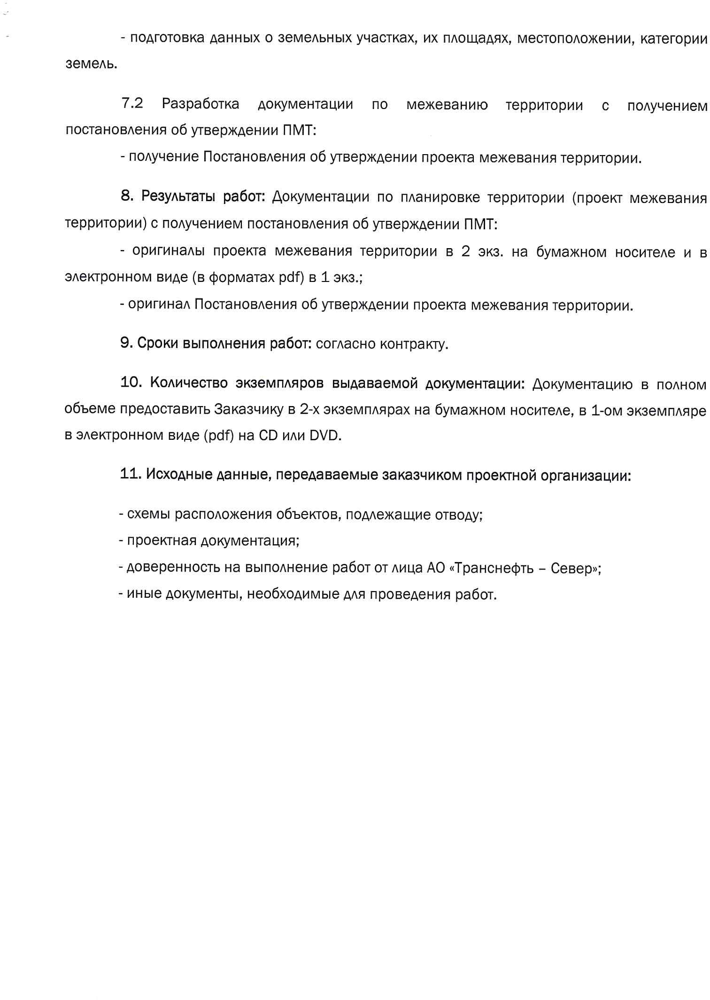 - подготовка данных о земельных участках, их площадях, местоположении, категории
земель.
7.2 Разработка документации по межеванию территории с получением
постановления об утверждении ПМТ:
- получение Постановления об утверждении проекта межевания территории.
8. Результаты работ: Документации по планировке территории (проект межевания
территории) с получением постановления об утверждении ПМТ:
- оригиналы проекта межевания территории в 2 экз. на бумажном носителе и в
электронном виде (в форматах pdf) в 1 экз.;
- оригинал Постановления об утверждении проекта межевания территории.
9. Сроки выполнения работ: согласно контракту.
10. Количество экземпляров выдаваемой документации: Документацию в полном
объеме предоставить Заказчику в 2-х экземплярах на бумажном носителе, в 1-ом экземпляре
в электронном виде (pdf) на CD или DVD.
11. Исходные данные, передаваемые заказчиком проектной организации:
- схемы расположения объектов, подлежащие отводу;
- проектная документация;
- доверенность на выполнение работ от лица АО «Транснефть – Север»;
- иные документы, необходимые для проведения работ.